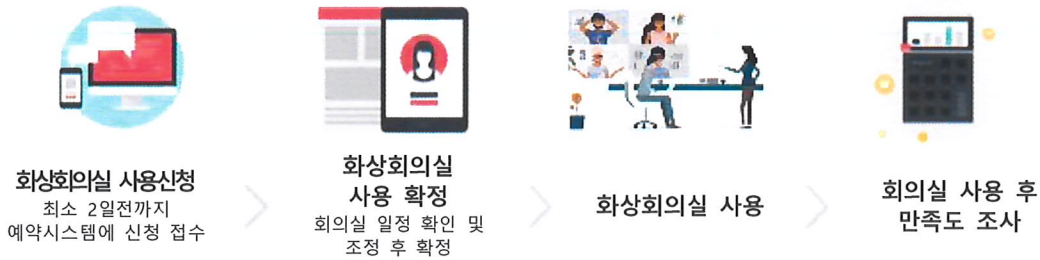 화상회의실 사용신청
최소 2일전까지
예약시스템에 신청 접수
화상회의실
사용 확정
회의실 일정 확인 및
조정 후 확정
화상회의실 사용
회의실 사용 후
만족도 조사